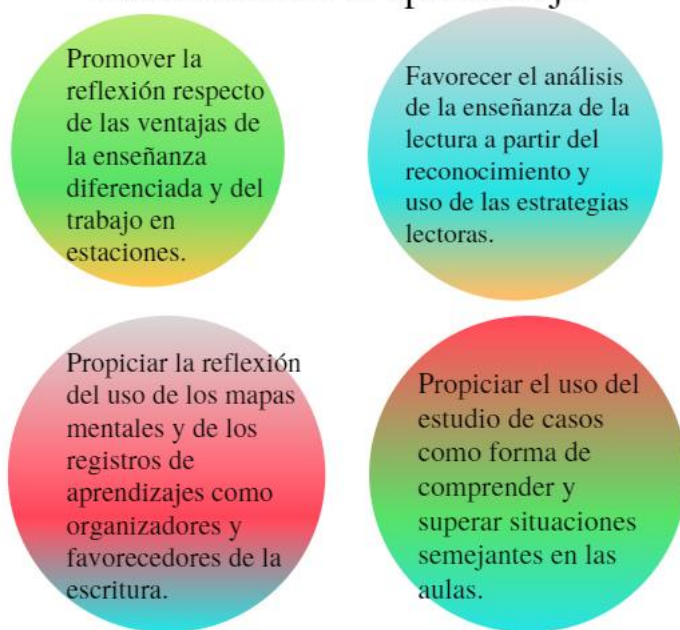 Promover la
reflexión respecto
de las ventajas de
la enseñanza
diferenciada y del
trabajo en
estaciones.
Favorecer el análisis
de la enseñanza de la
lectura a partir del
reconocimiento y
uso de las estrategias
lectoras.
Propiciar la reflexión
del uso de los mapas
mentales y de los
registros de
aprendizajes como
organizadores y
favorecedores de la
escritura.
Propiciar el uso del
estudio de casos
como forma de
comprender y
superar situaciones
semejantes en las
aulas.